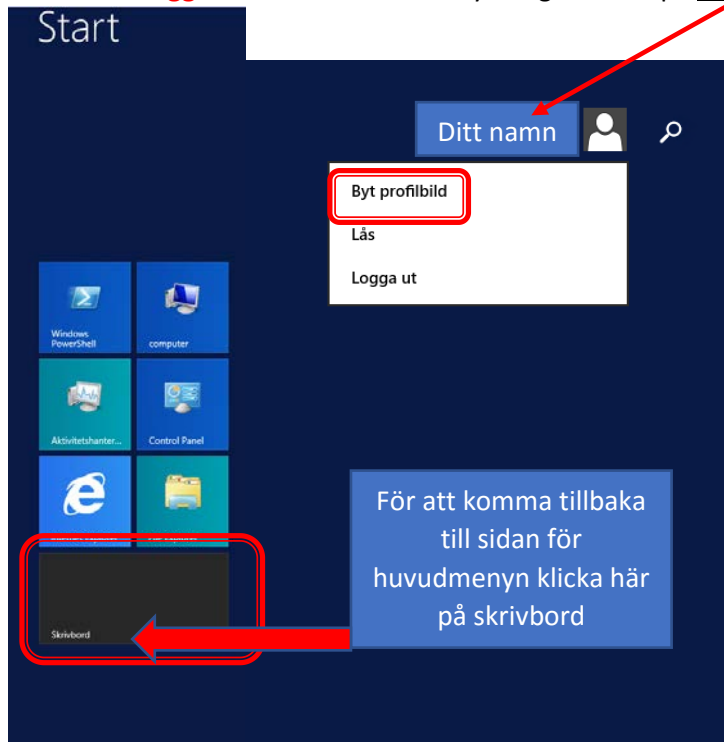 Start
Ditt namn
Byt profilbild
Lås
Logga ut
Windows
PowerShell
computer
Aktivitetshanter...
Control Panel
För att komma tillbaka
till sidan för
huvudmenyn klicka här
på skrivbord
Skrivbord